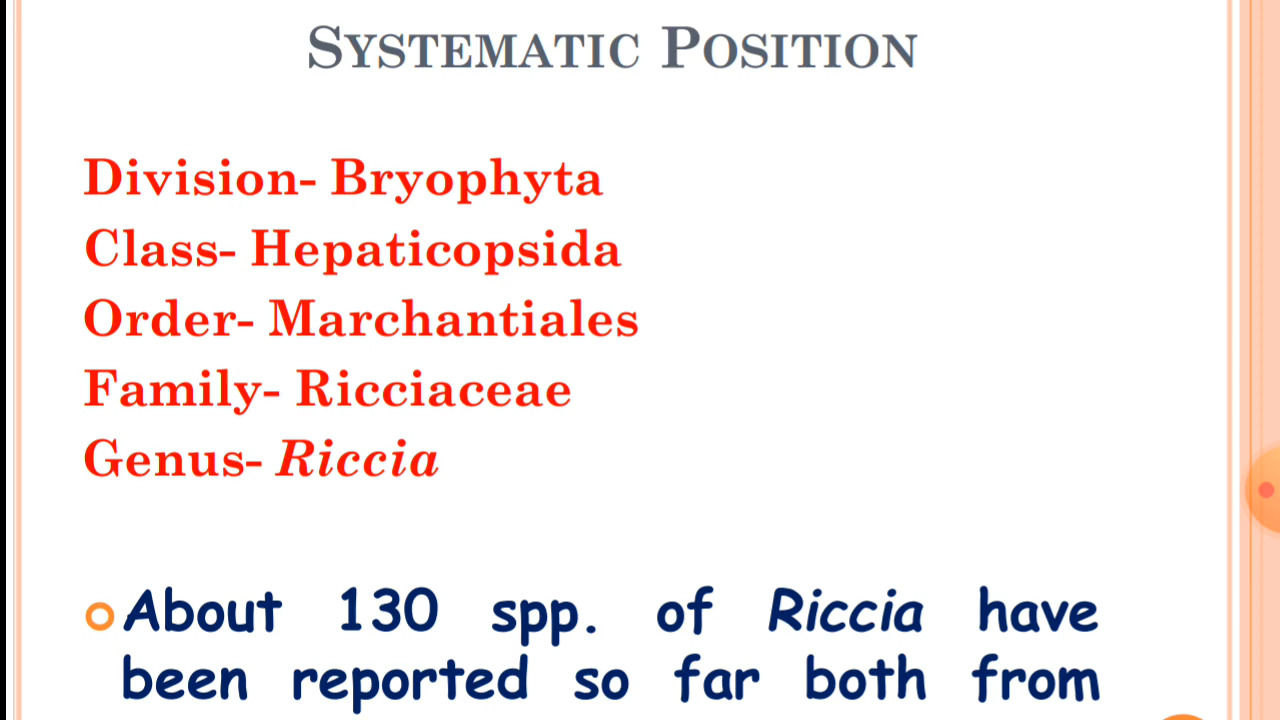 SYSTEMATIC POSITION
Division- Bryophyta
Class- Hepaticopsida
Order- Marchantiales
Family- Ricciaceae
Genus- Riccia
About 130 spp. of Riccia have
been reported so far both from